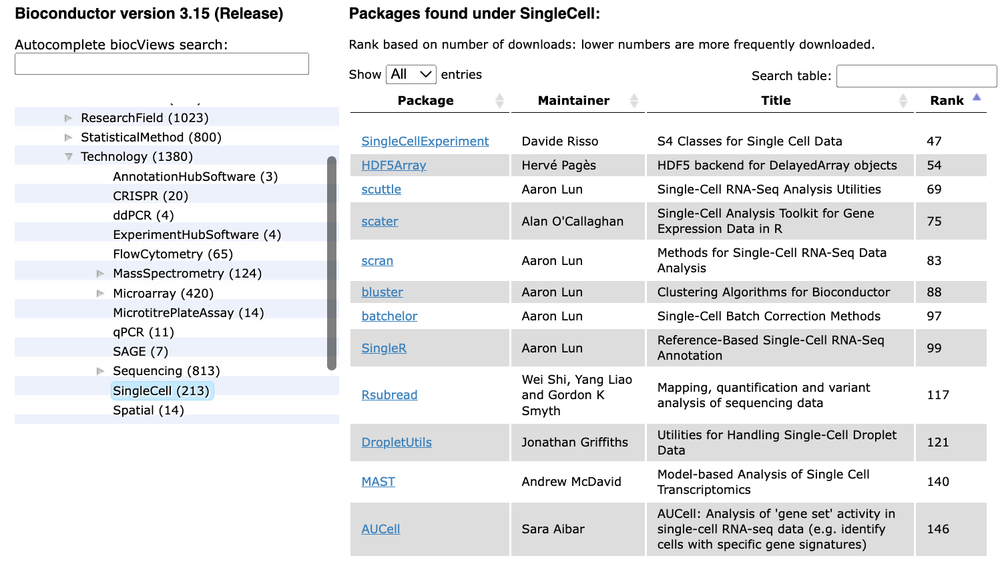 Bioconductor version 3.15 (Release)
Autocomplete biocViews search:
ResearchField (1023)
StatisticalMethod (800)
Technology (1380)
AnnotationHubSoftware (3)
CRISPR (20)
ddPCR (4)
ExperimentHubSoftware (4)
FlowCytometry (65)
MassSpectrometry (124)
Microarray (420)
MicrotitrePlateAssay (14)
qPCR (11)
SAGE (7)
Sequencing (813)
SingleCell (213)
Spatial (14)
Packages found under SingleCell:
Rank based on number of downloads: lower numbers are more frequently downloaded.
Show All entries
Search table:
Package Maintainer Title Rank
SingleCellExperiment Davide Risso S4 Classes for Single Cell Data 47
HDF5Array Hervé Pagès HDF5 backend for DelayedArray objects 54
scuttle Aaron Lun Single-Cell RNA-Seq Analysis Utilities 69
scater Alan O'Callaghan Single-Cell Analysis Toolkit for Gene
Expression Data in R 75
scran Aaron Lun Methods for Single-Cell RNA-Seq Data
Analysis 83
bluster Aaron Lun Clustering Algorithms for Bioconductor 88
batchelor Aaron Lun Single-Cell Batch Correction Methods 97
SingleR Aaron Lun Reference-Based Single-Cell RNA-Seq
Annotation 99
Rsubread Wei Shi, Yang Liao
and Gordon K
Smyth Mapping, quantification and variant
analysis of sequencing data 117
DropletUtils Jonathan Griffiths Utilities for Handling Single-Cell Droplet
Data 121
MAST Andrew McDavid Model-based Analysis of Single Cell
Transcriptomics 140
AUCell Sara Aibar AUCell: Analysis of 'gene set' activity in
single-cell RNA-seq data (e.g. identify
cells with specific gene signatures) 146